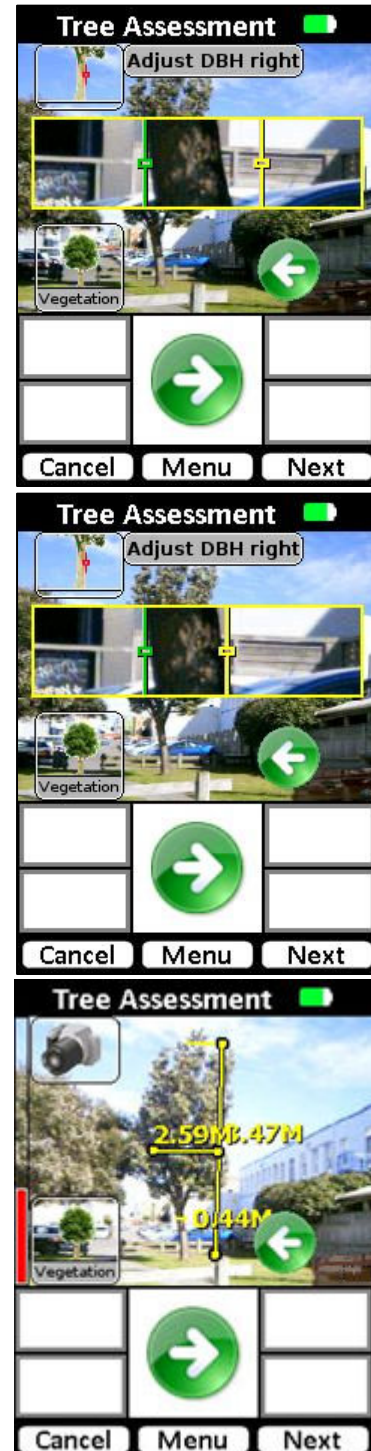 Tree Assessment
Adjust DBH right
Vegetation
Cancel Menu Next
Tree Assessment
Adjust DBH right
Vegetation
Cancel Menu Next
Tree Assessment
2.59M
.47M
- 0.44M
Vegetation
Cancel Menu Next